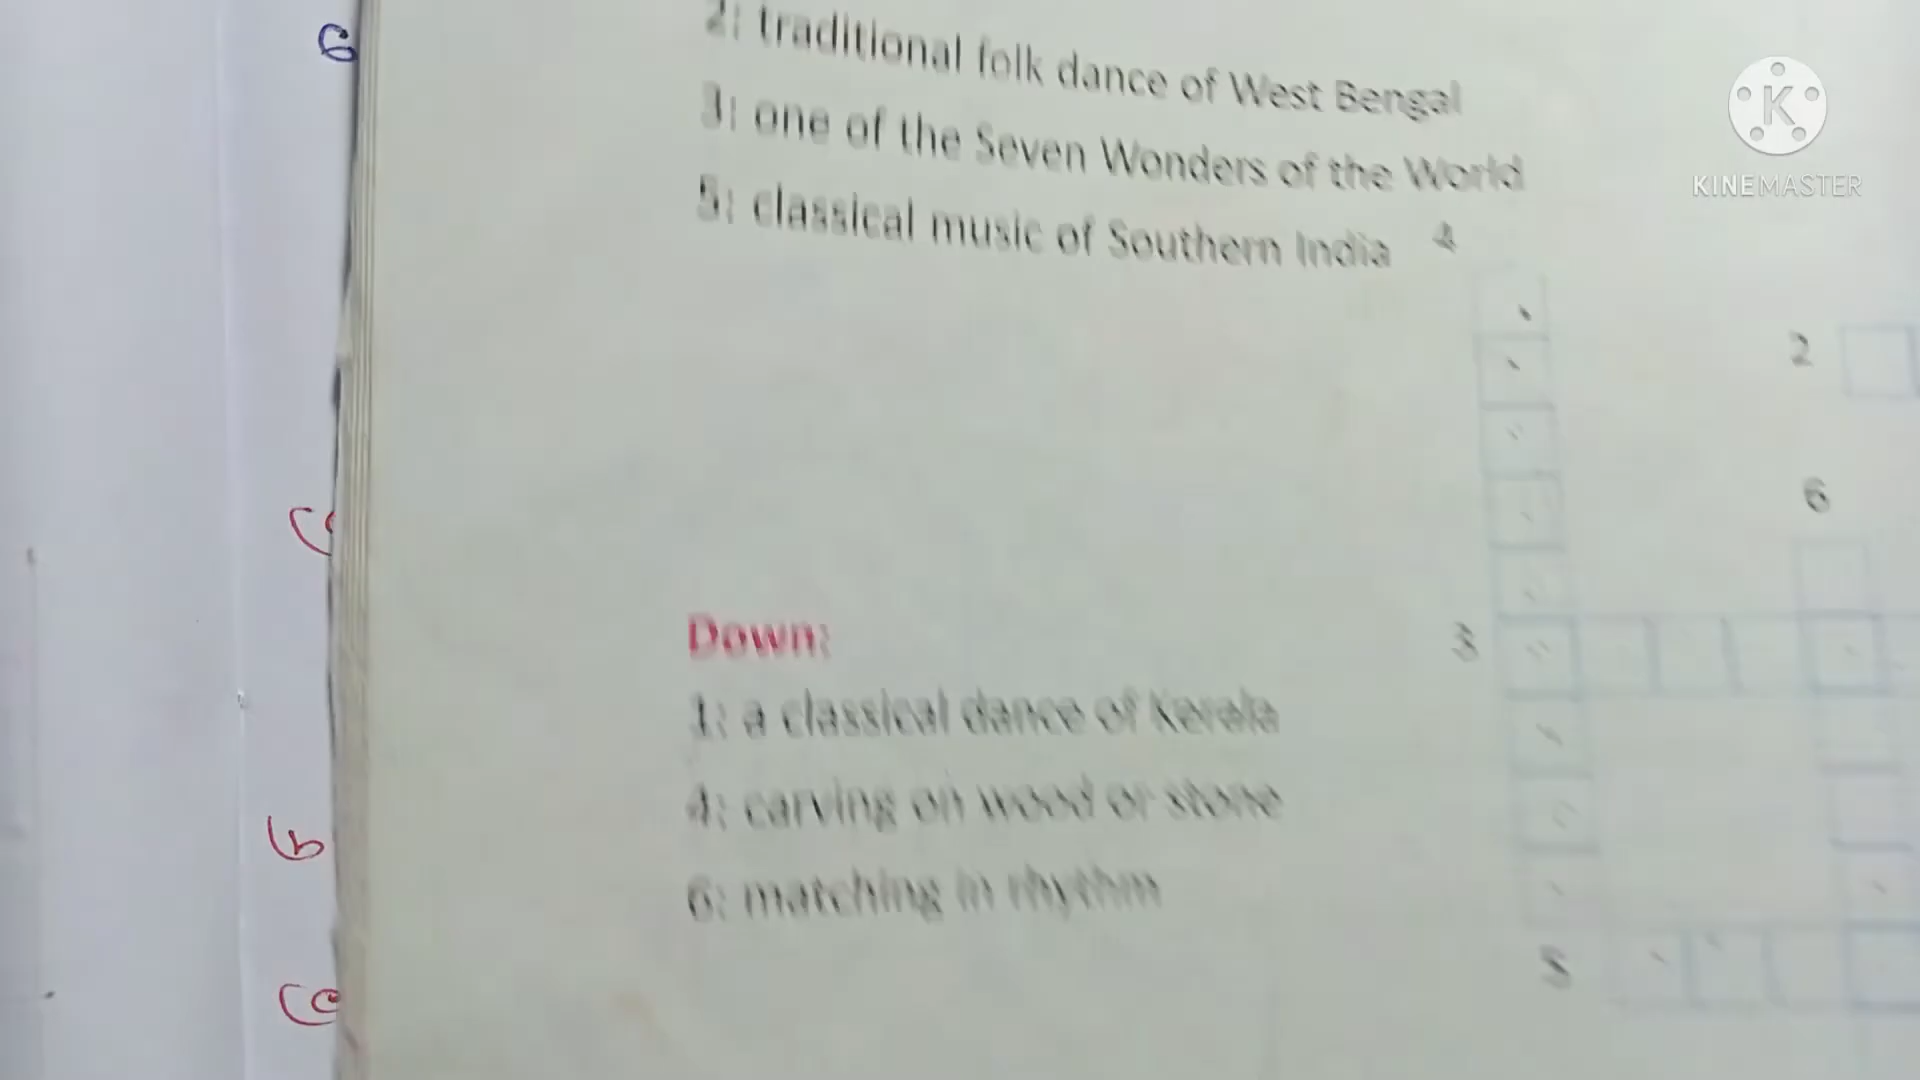 2: traditional folk dance of West Bengal
3: one of the Seven Wonders of the World
5: classical music of Southern India
4
2
6
Down:
3
1: a classical dance of Kerala
4: carving on wood or stone
6: matching in rhythm
5
K
KINEMASTER